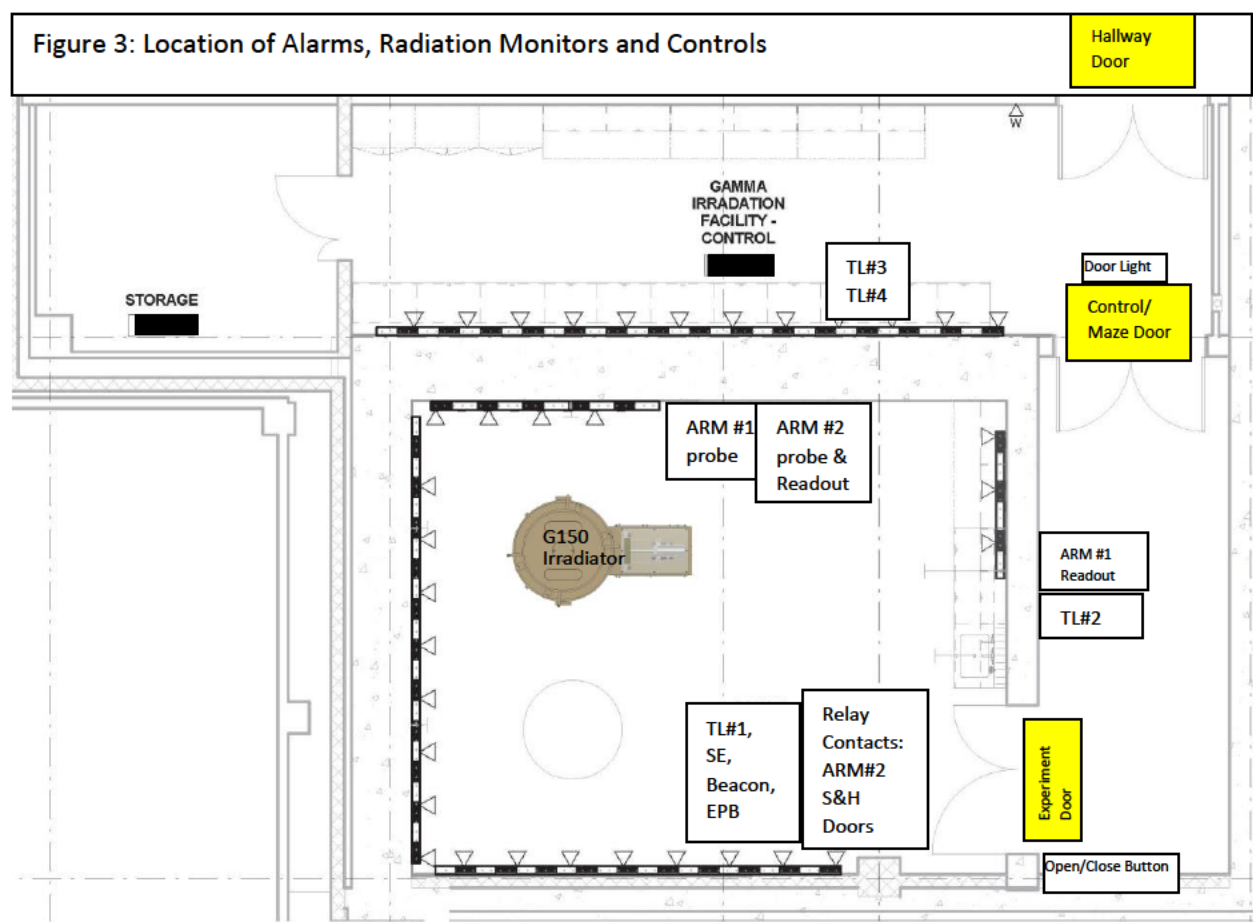 Figure 3: Location of Alarms, Radiation Monitors and Controls
Hallway
Door
W
GAMMA
IRRADATION
FACILITY -
CONTROL
TL#3
TL#4
Door Light
Control/
Maze Door
STORAGE
ARM #1
probe
ARM #2
probe &
Readout
G150
Irradiator
ARM #1
Readout
TL#2
TL#1,
SE,
Beacon,
EPB
Relay
Contacts:
ARM#2
S&H
Doors
Experiment
Door
Open/Close Button